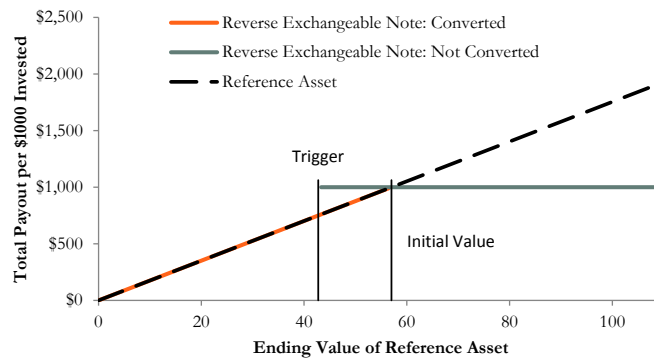 $2,500
Reverse Exchangeable Note: Converted
Reverse Exchangeable Note: Not Converted
Reference Asset
$2,000
$1,500
$1,000
$500
$0
Total Payout per $1000 Invested
Trigger
Initial Value
0 20 40 60 80 100
Ending Value of Reference Asset